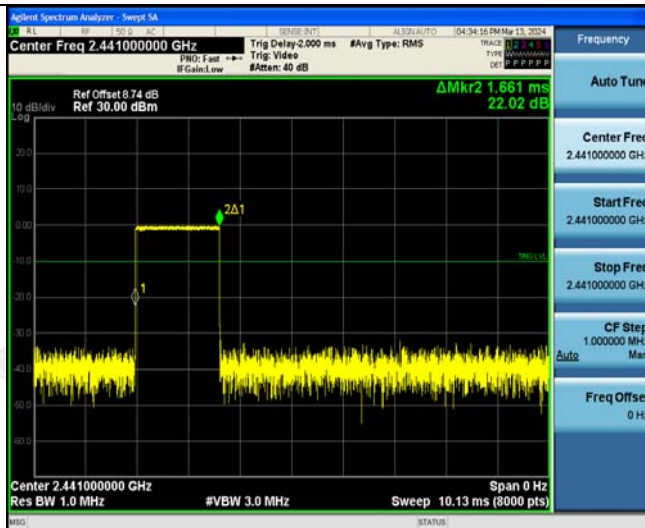 Agilent Spectrum Analyzer - Swept SA
RL RF 50 Ω AC SENSE:INT ALIGNAUTO 04:34:16 PM Mar 13, 2024
Center Freq 2.441000000 GHz
PNO: Fast
IFGain:Low
Trig Delay-2.000 ms
Trig: Video
#Atten: 40 dB
#Avg Type: RMS
TRACE 1 2 3 4 5
TYPE
DET P P P P P P
Frequency
Ref Offset 8.74 dB
Ref 30.00 dBm
ΔMkr2 1.661 ms
22.02 dB
10 dB/div
Log
20.0
10.0
0.00
-10.0
-20.0
-30.0
-40.0
-50.0
-60.0
2Δ1
1
TRIG LVL
Center 2.441000000 GHz
Res BW 1.0 MHz
#VBW 3.0 MHz
Span 0 Hz
Sweep 10.13 ms (8000 pts)
MSG
STATUS
Auto Tune
Center Freq
2.441000000 GHz
Start Freq
2.441000000 GHz
Stop Freq
2.441000000 GHz
CF Step
1.000000 MHz
Auto Man
Freq Offset
0 Hz